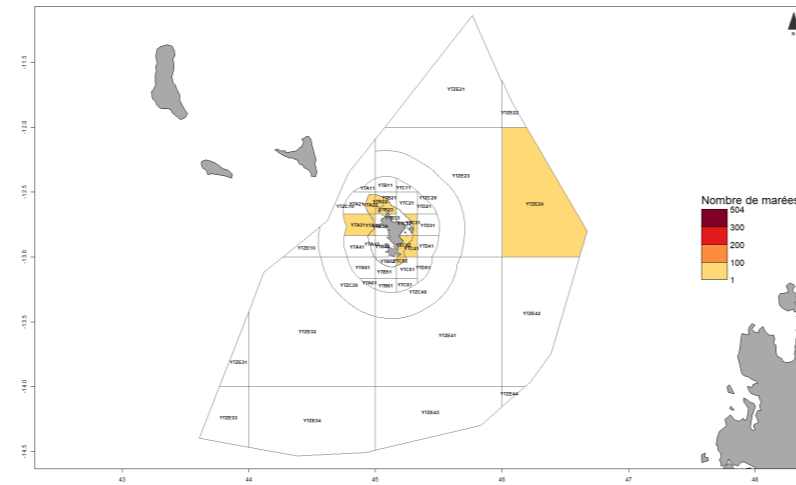 YTZE21
YTZE22
YTZE23
YTZE24
YTA11 YTB11 YTC11
YTZC20
YTC21
YTD21
YTD31
YTZE10
YTA41
YTD41
YTA51
YTB51
YTC51
YTD51
YTA61
YTB61
YTC61
YTZC30
YTZC40
YTZE42
YTZE32
YTZE41
YTZE31
YTZE44
YTZE33
YTZE34
YTZE43
Nombre de marées
504
300
200
100
1
-11.5
-12.0
-12.5
-13.0
-13.5
-14.0
-14.5
43 44 45 46 47 48